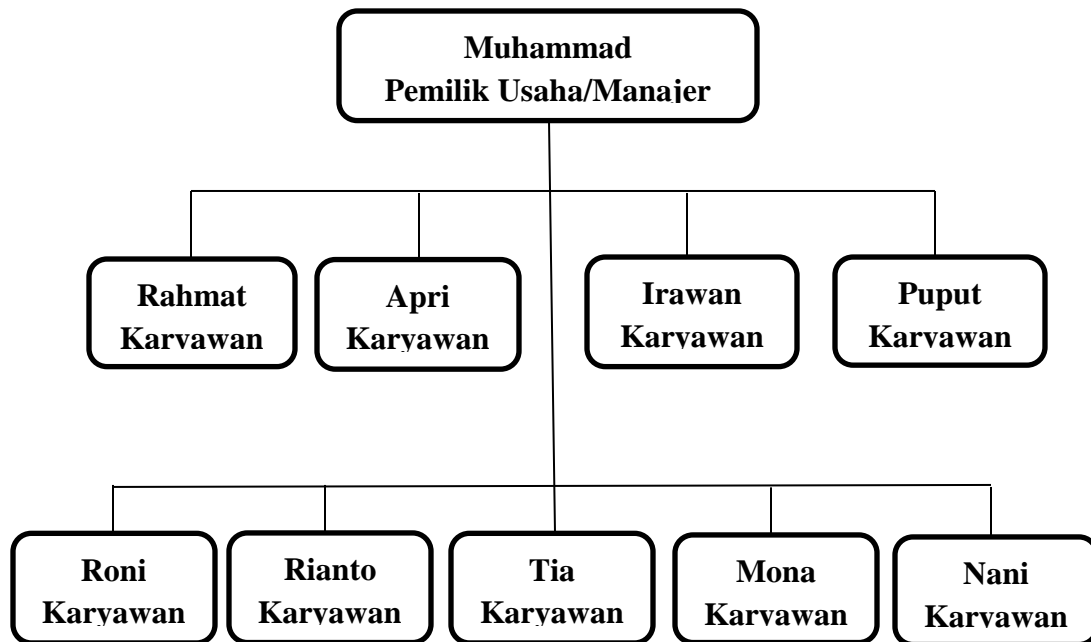 Muhammad
Pemilik Usaha/Manajer
Rahmat
Karyawan
Apri
Karyawan
Irawan
Karyawan
Puput
Karyawan
Roni
Karyawan
Rianto
Karyawan
Tia
Karyawan
Mona
Karyawan
Nani
Karyawan